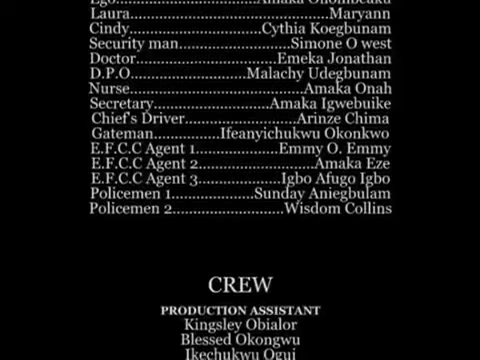 Laura..............................Maryann
Cindy....................Cythia Koegbunam
Security man.....................Simone O west
Doctor..........................Emeka Jonathan
D.P.O.....................Malachy Udegbunam
Nurse................................Amaka Onah
Secretary......................Amaka Igwebuike
Chief's Driver.....................Arinze Chima
Gateman..................Ifeanyichukwu Okonkwo
E.F.C.C Agent 1..............Emmy O. Emmy
E.F.C.C Agent 2.....................Amaka Eze
E.F.C.C Agent 3...............Igbo Afugo Igbo
Policemen 1...............Sunday Aniegbulam
Policemen 2....................Wisdom Collins
CREW
PRODUCTION ASSISTANT
Kingsley Obialor
Blessed Okongwu
Ikechukwu Ogui